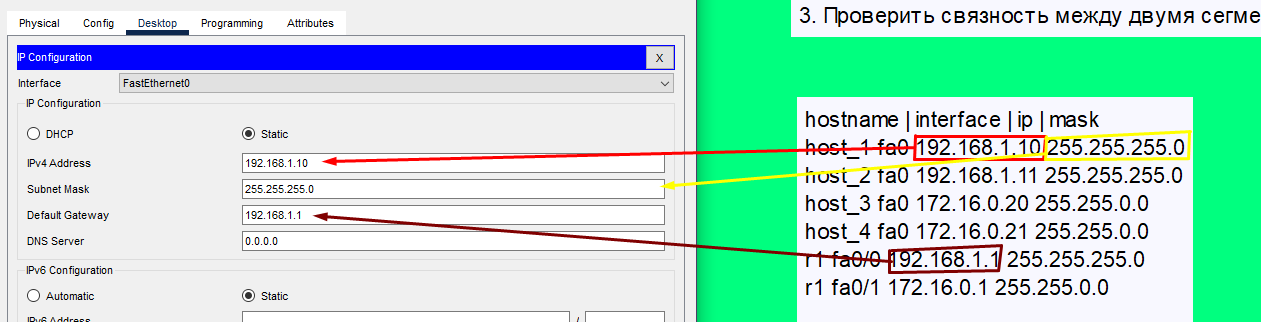 Physical Config Desktop Programming Attributes
IP Configuration X
Interface FastEthernet0
IP Configuration
DHCP Static
IPv4 Address 192.168.1.10
Subnet Mask 255.255.255.0
Default Gateway 192.168.1.1
DNS Server 0.0.0.0
IPv6 Configuration
Automatic Static
IPv6 Address /
3. Проверить связность между двумя сегме
hostname | interface | ip | mask
host_1 fa0 192.168.1.10 255.255.255.0
host_2 fa0 192.168.1.11 255.255.255.0
host_3 fa0 172.16.0.20 255.255.0.0
host_4 fa0 172.16.0.21 255.255.0.0
r1 fa0/0 192.168.1.1 255.255.255.0
r1 fa0/1 172.16.0.1 255.255.0.0